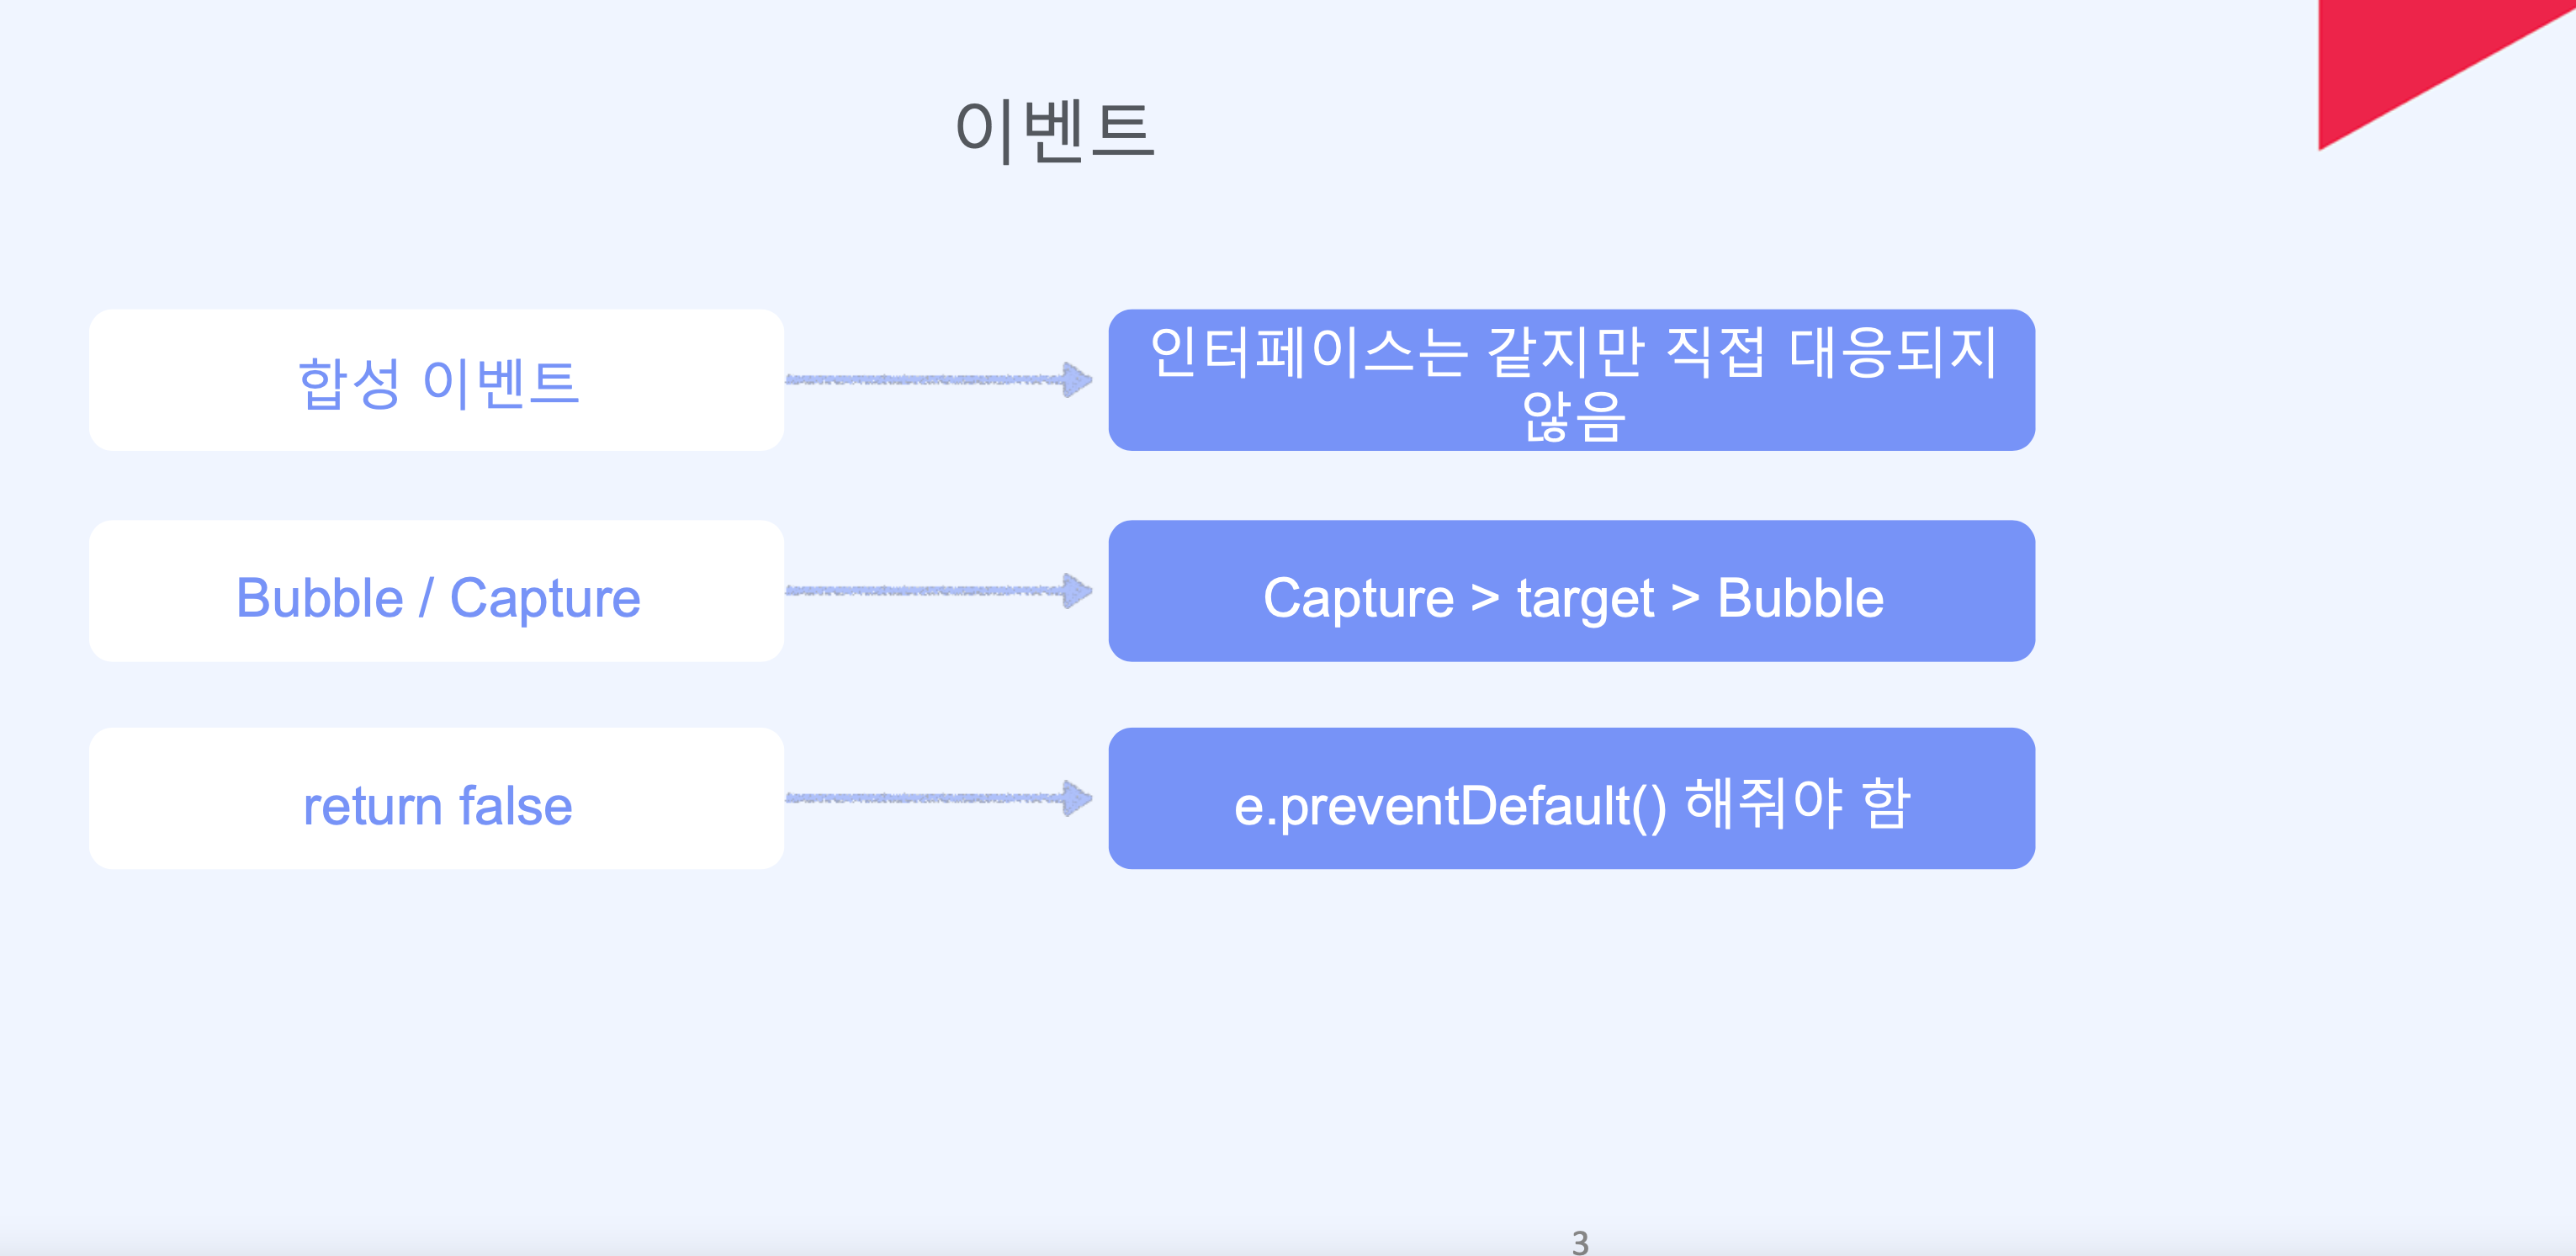 이벤트
합성 이벤트
인터페이스는 같지만 직접 대응되지
않음
Bubble / Capture
Capture > target > Bubble
return false
e.preventDefault() 해줘야 함
3